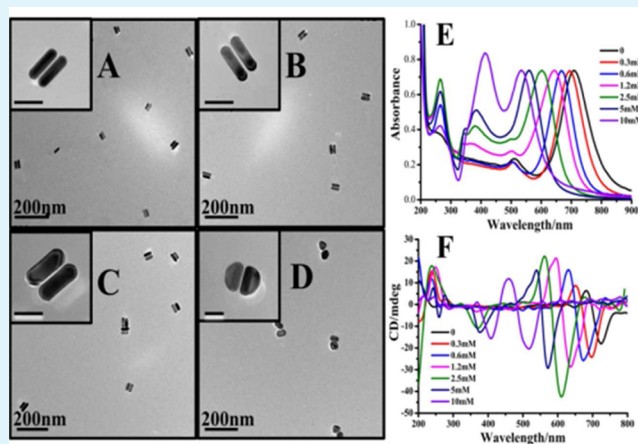 A
B
200nm
200nm
C
D
200nm
200nm
E
Absorbance
1.0
0.8
0.6
0.4
0.2
0.0
0
0.3mM
0.6mM
1.2mM
2.5mM
5mM
10mM
200 300 400 500 600 700 800 900
Wavelength/nm
F
CD/mdeg
30
20
10
0
-10
-20
-30
-40
-50
0
0.3mM
0.6mM
1.2mM
2.5mM
5mM
10mM
200 300 400 500 600 700 800
Wavelength/nm